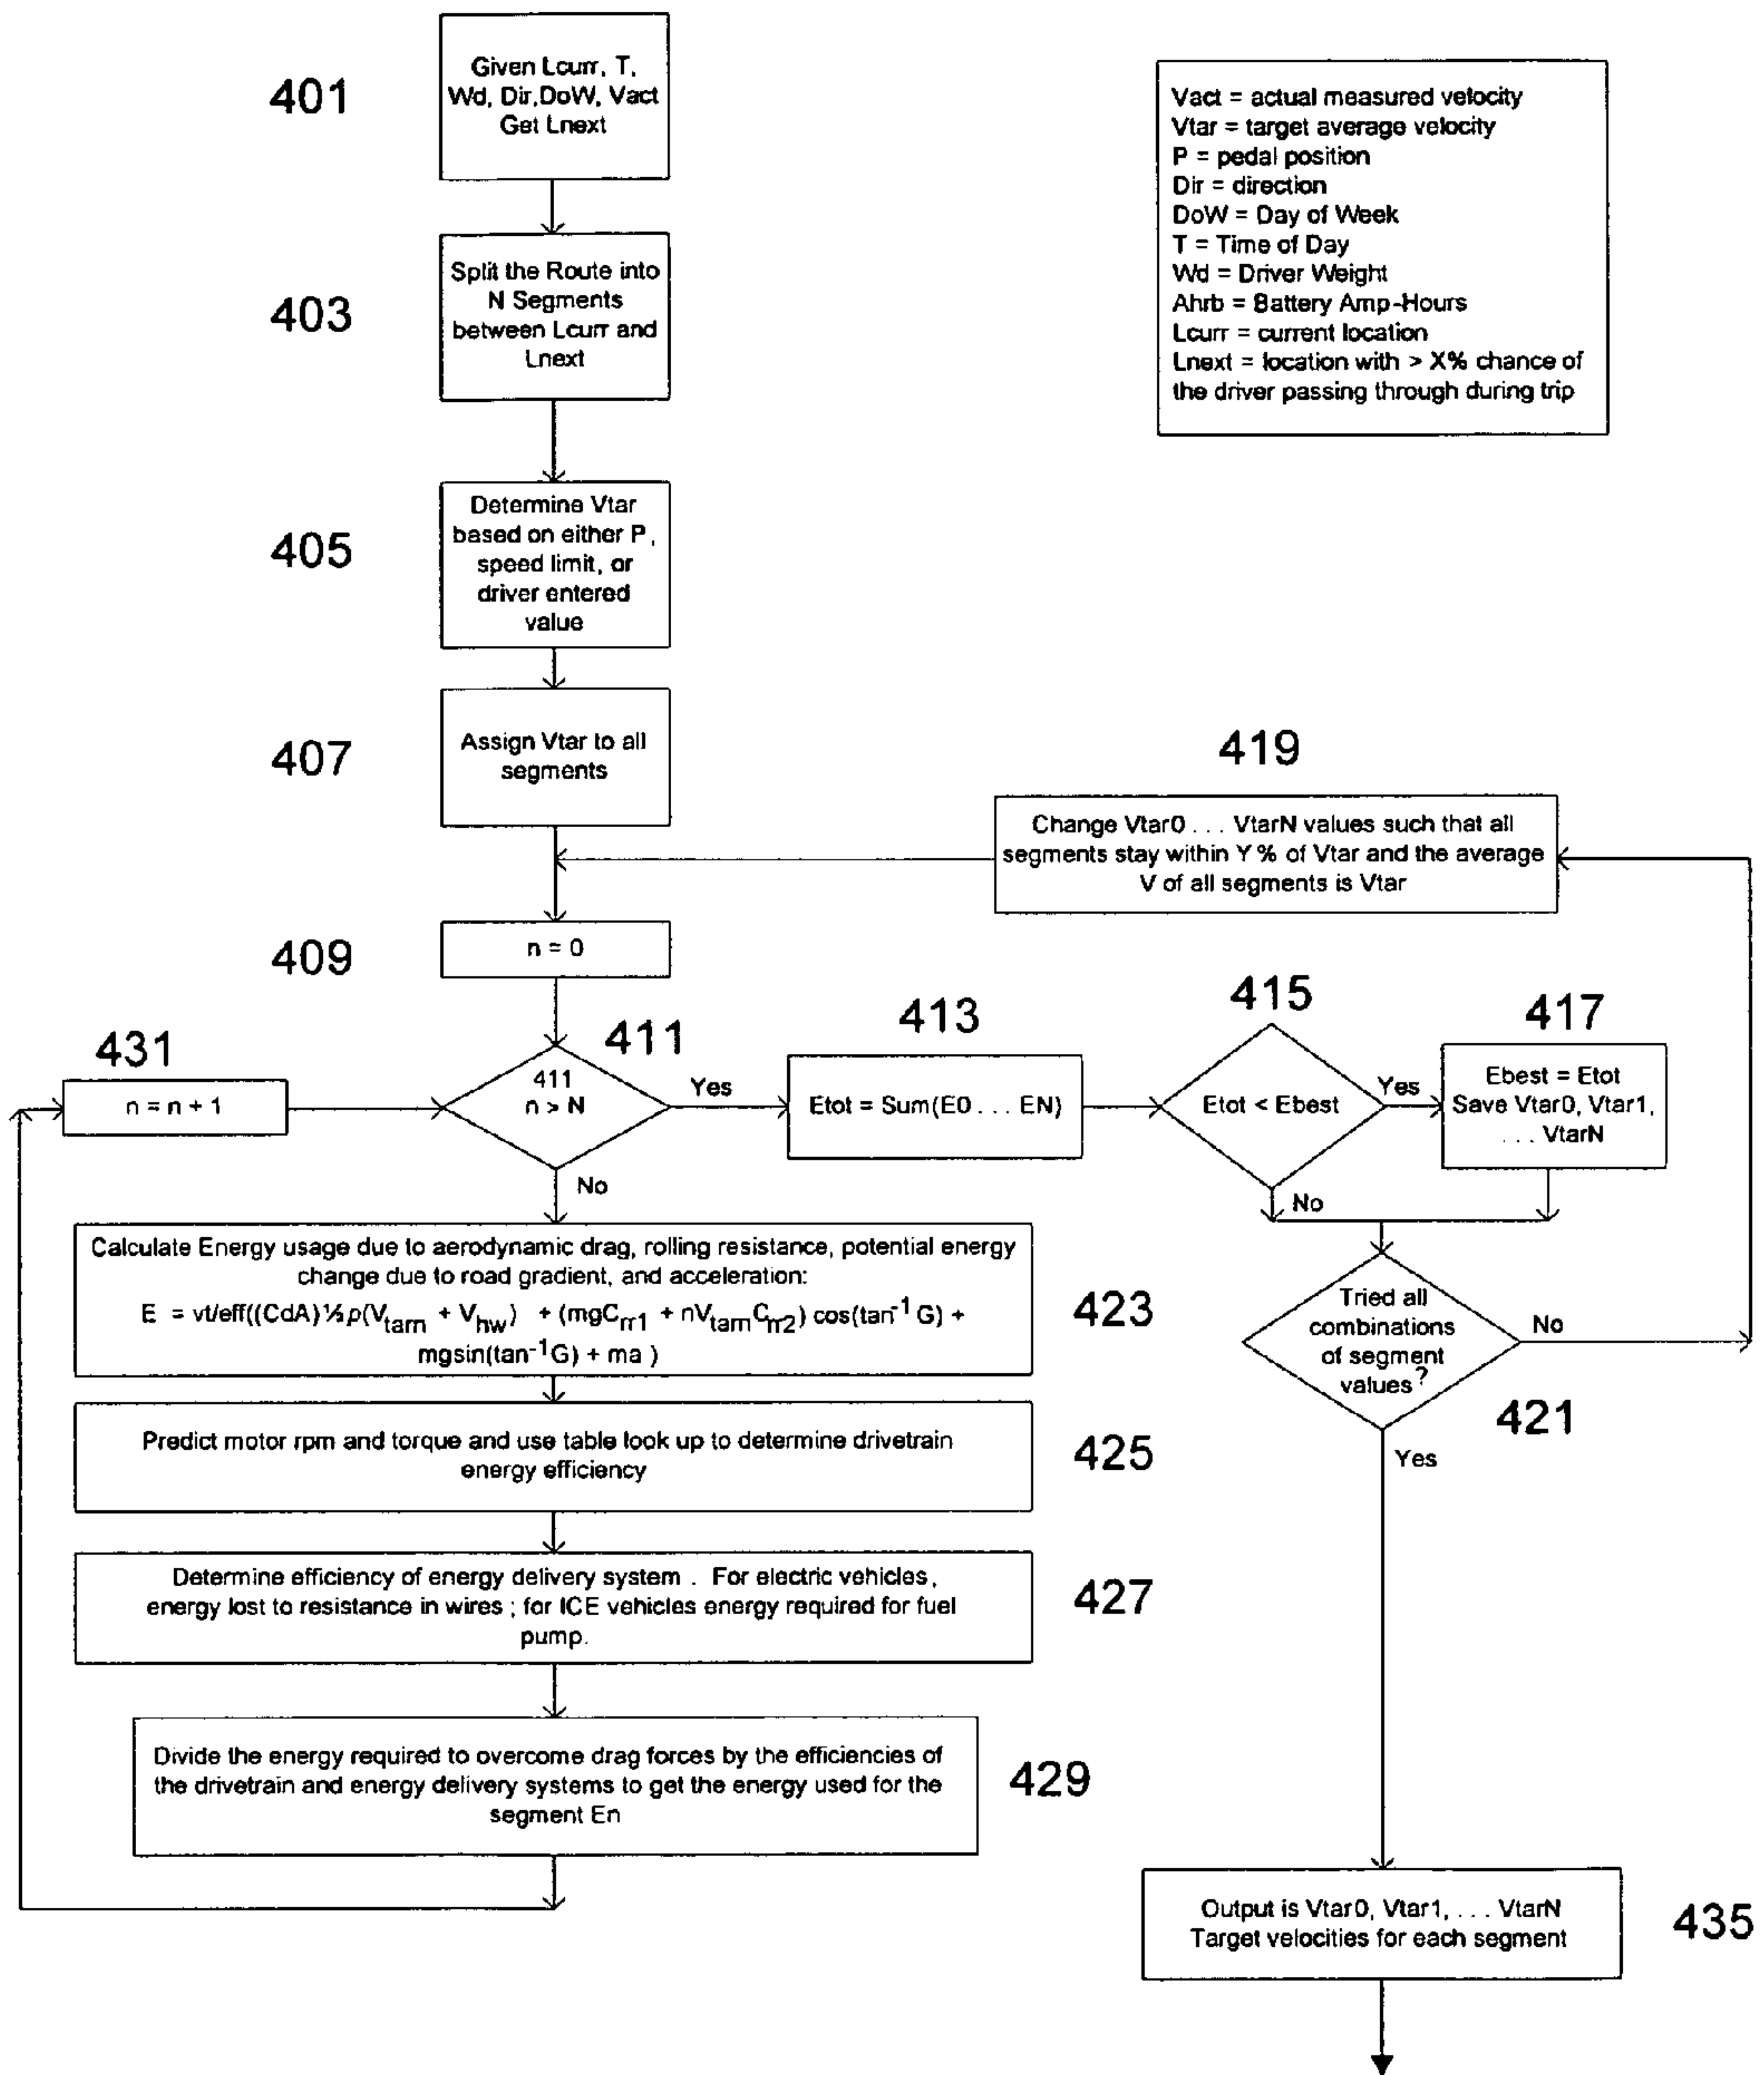 401
Given Lcurr, T,
Wd, Dir,DoW, Vact
Get Lnext
Vact = actual measured velocity
Vtar = target average velocity
P = pedal position
Dir = direction
DoW = Day of Week
T = Time of Day
Wd = Driver Weight
Ahrb = Battery Amp-Hours
Lcurr = current location
Lnext = location with > X% chance of
the driver passing through during trip
403
Split the Route into
N Segments
between Lcurr and
Lnext
405
Determine Vtar
based on either P,
speed limit, or
driver entered
value
407
Assign Vtar to all
segments
419
Change Vtar0 . . . VtarN values such that all
segments stay within Y % of Vtar and the average
V of all segments is Vtar
409
n = 0
431
n = n + 1
411
411
n > N
Yes
No
413
Etot = Sum(E0 . . . EN)
415
Etot < Ebest
Yes
No
417
Ebest = Etot
Save Vtar0, Vtar1,
. . . VtarN
Calculate Energy usage due to aerodynamic drag, rolling resistance, potential energy
change due to road gradient, and acceleration:
E = vt/eff((CdA)½ρ(Vtarn + Vhw) + (mgCrr1 + nVtarnCrr2) cos(tan⁻¹ G) +
mgsin(tan⁻¹G) + ma )
423
Tried all
combinations
of segment
values?
No
421
Yes
Predict motor rpm and torque and use table look up to determine drivetrain
energy efficiency
425
Determine efficiency of energy delivery system . For electric vehicles,
energy lost to resistance in wires ; for ICE vehicles energy required for fuel
pump.
427
Divide the energy required to overcome drag forces by the efficiencies of
the drivetrain and energy delivery systems to get the energy used for the
segment En
429
Output is Vtar0, Vtar1, . . . VtarN
Target velocities for each segment
435